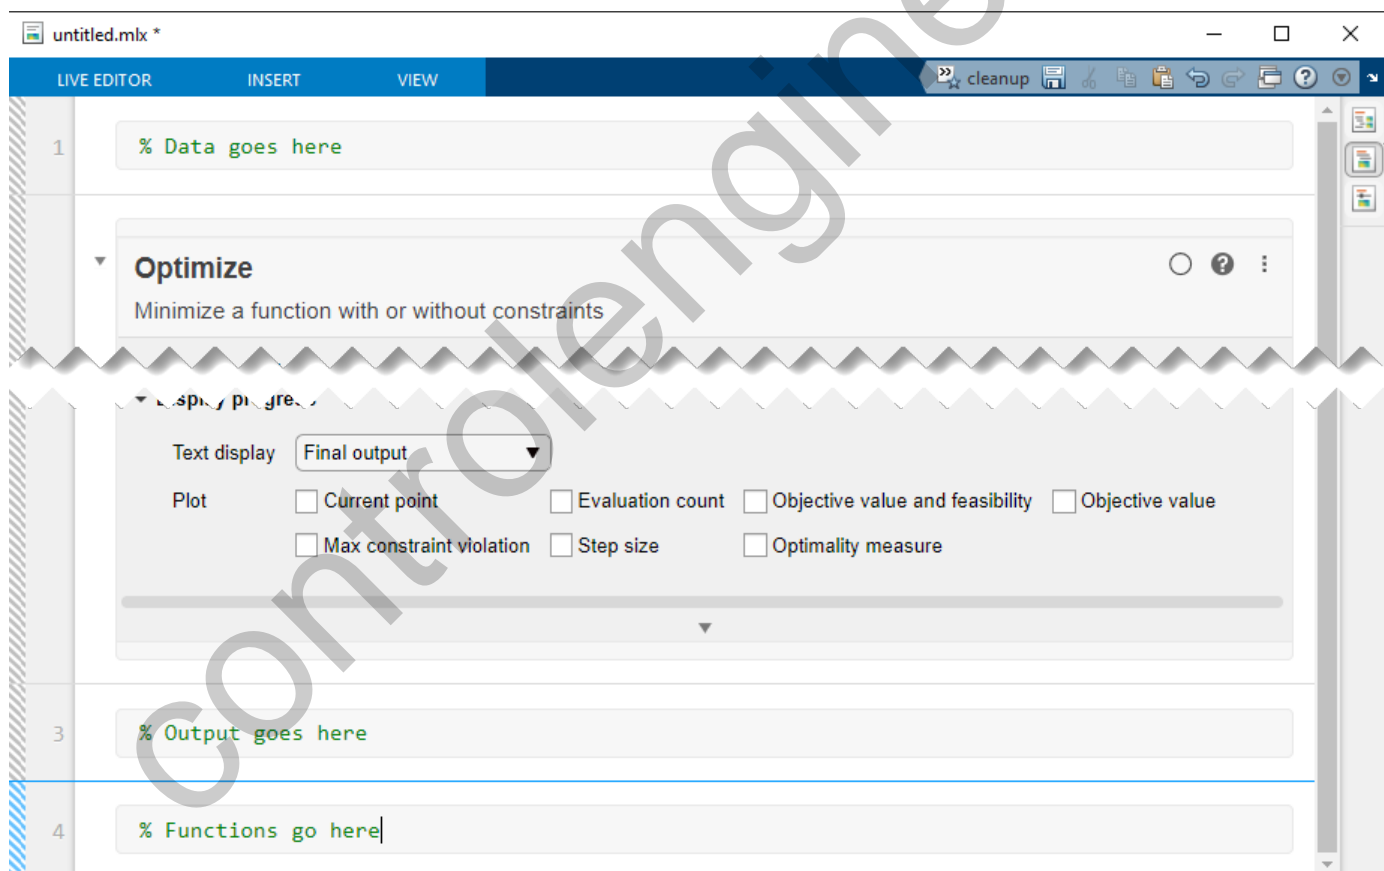 untitled.mlx *
LIVE EDITOR INSERT VIEW cleanup
1 % Data goes here
Optimize
Minimize a function with or without constraints
Text display Final output
Plot Current point Evaluation count Objective value and feasibility Objective value
Max constraint violation Step size Optimality measure
3 % Output goes here
4 % Functions go here
controlengine